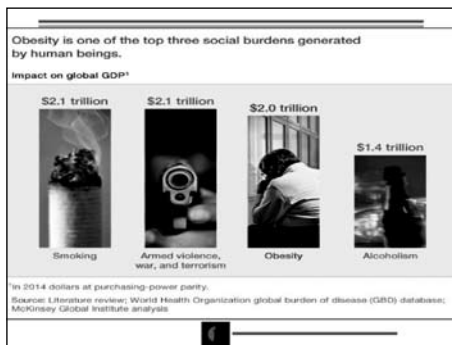 Obesity is one of the top three social burdens generated
by human beings.
Impact on global GDP¹
$2.1 trillion
$2.1 trillion
$2.0 trillion
$1.4 trillion
Smoking
Armed violence,
war, and terrorism
Obesity
Alcoholism
¹In 2014 dollars at purchasing-power parity.
Source: Literature review; World Health Organization global burden of disease (GBD) database;
McKinsey Global Institute analysis